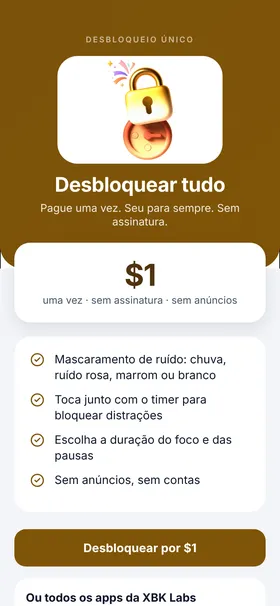 DESBLOQUEIO ÚNICO
Desbloquear tudo
Pague uma vez. Seu para sempre. Sem
assinatura.
$1
uma vez · sem assinatura · sem anúncios
Mascaramento de ruído: chuva,
ruído rosa, marrom ou branco
Toca junto com o timer para
bloquear distrações
Escolha a duração do foco e das
pausas
Sem anúncios, sem contas
Desbloquear por $1
Ou todos os apps da XBK Labs